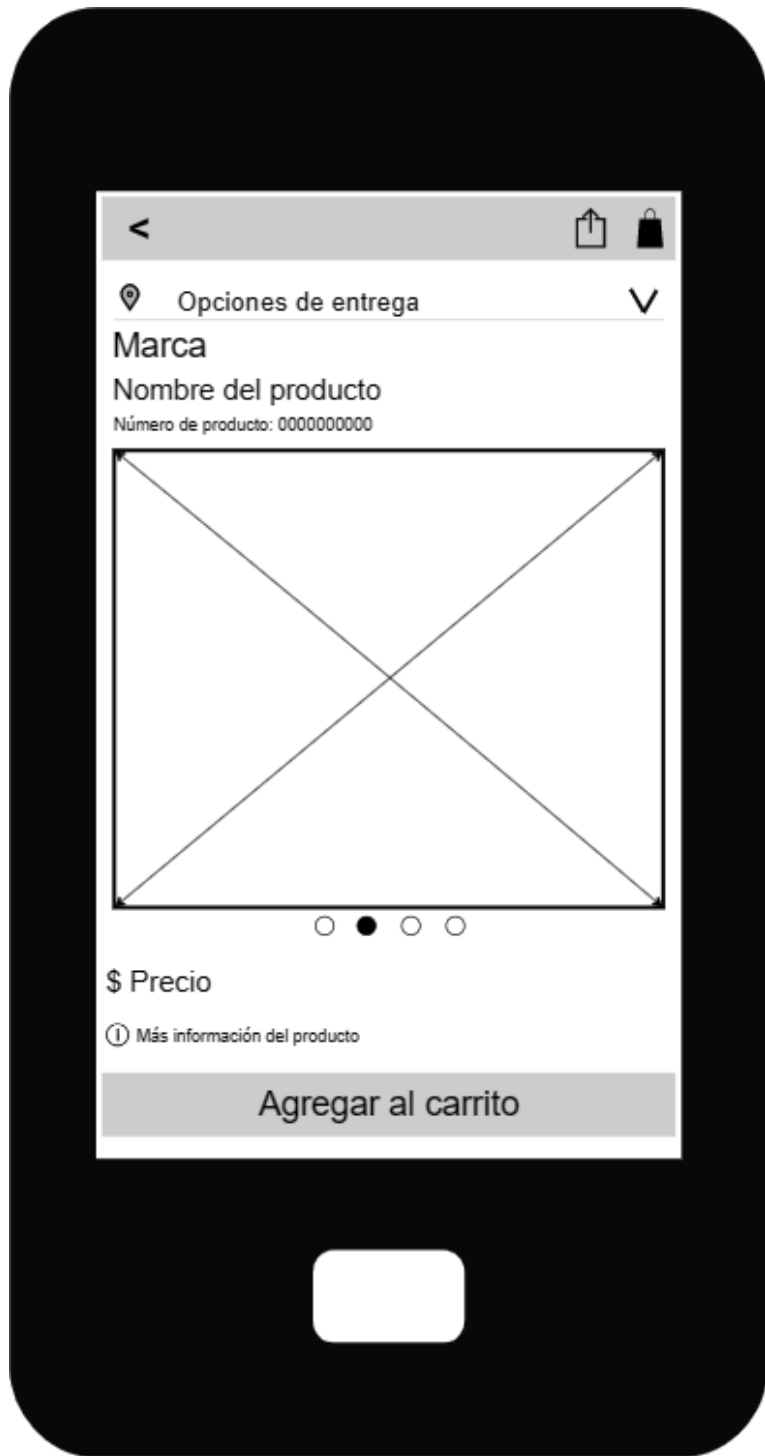 <
Opciones de entrega
Marca
Nombre del producto
Número de producto: 0000000000
$ Precio
Más información del producto
Agregar al carrito